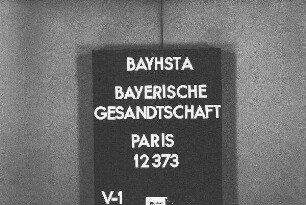 BAYHSTA
BAYERISCHE
GESANDTSCHAFT
PARIS
12 373
V-1